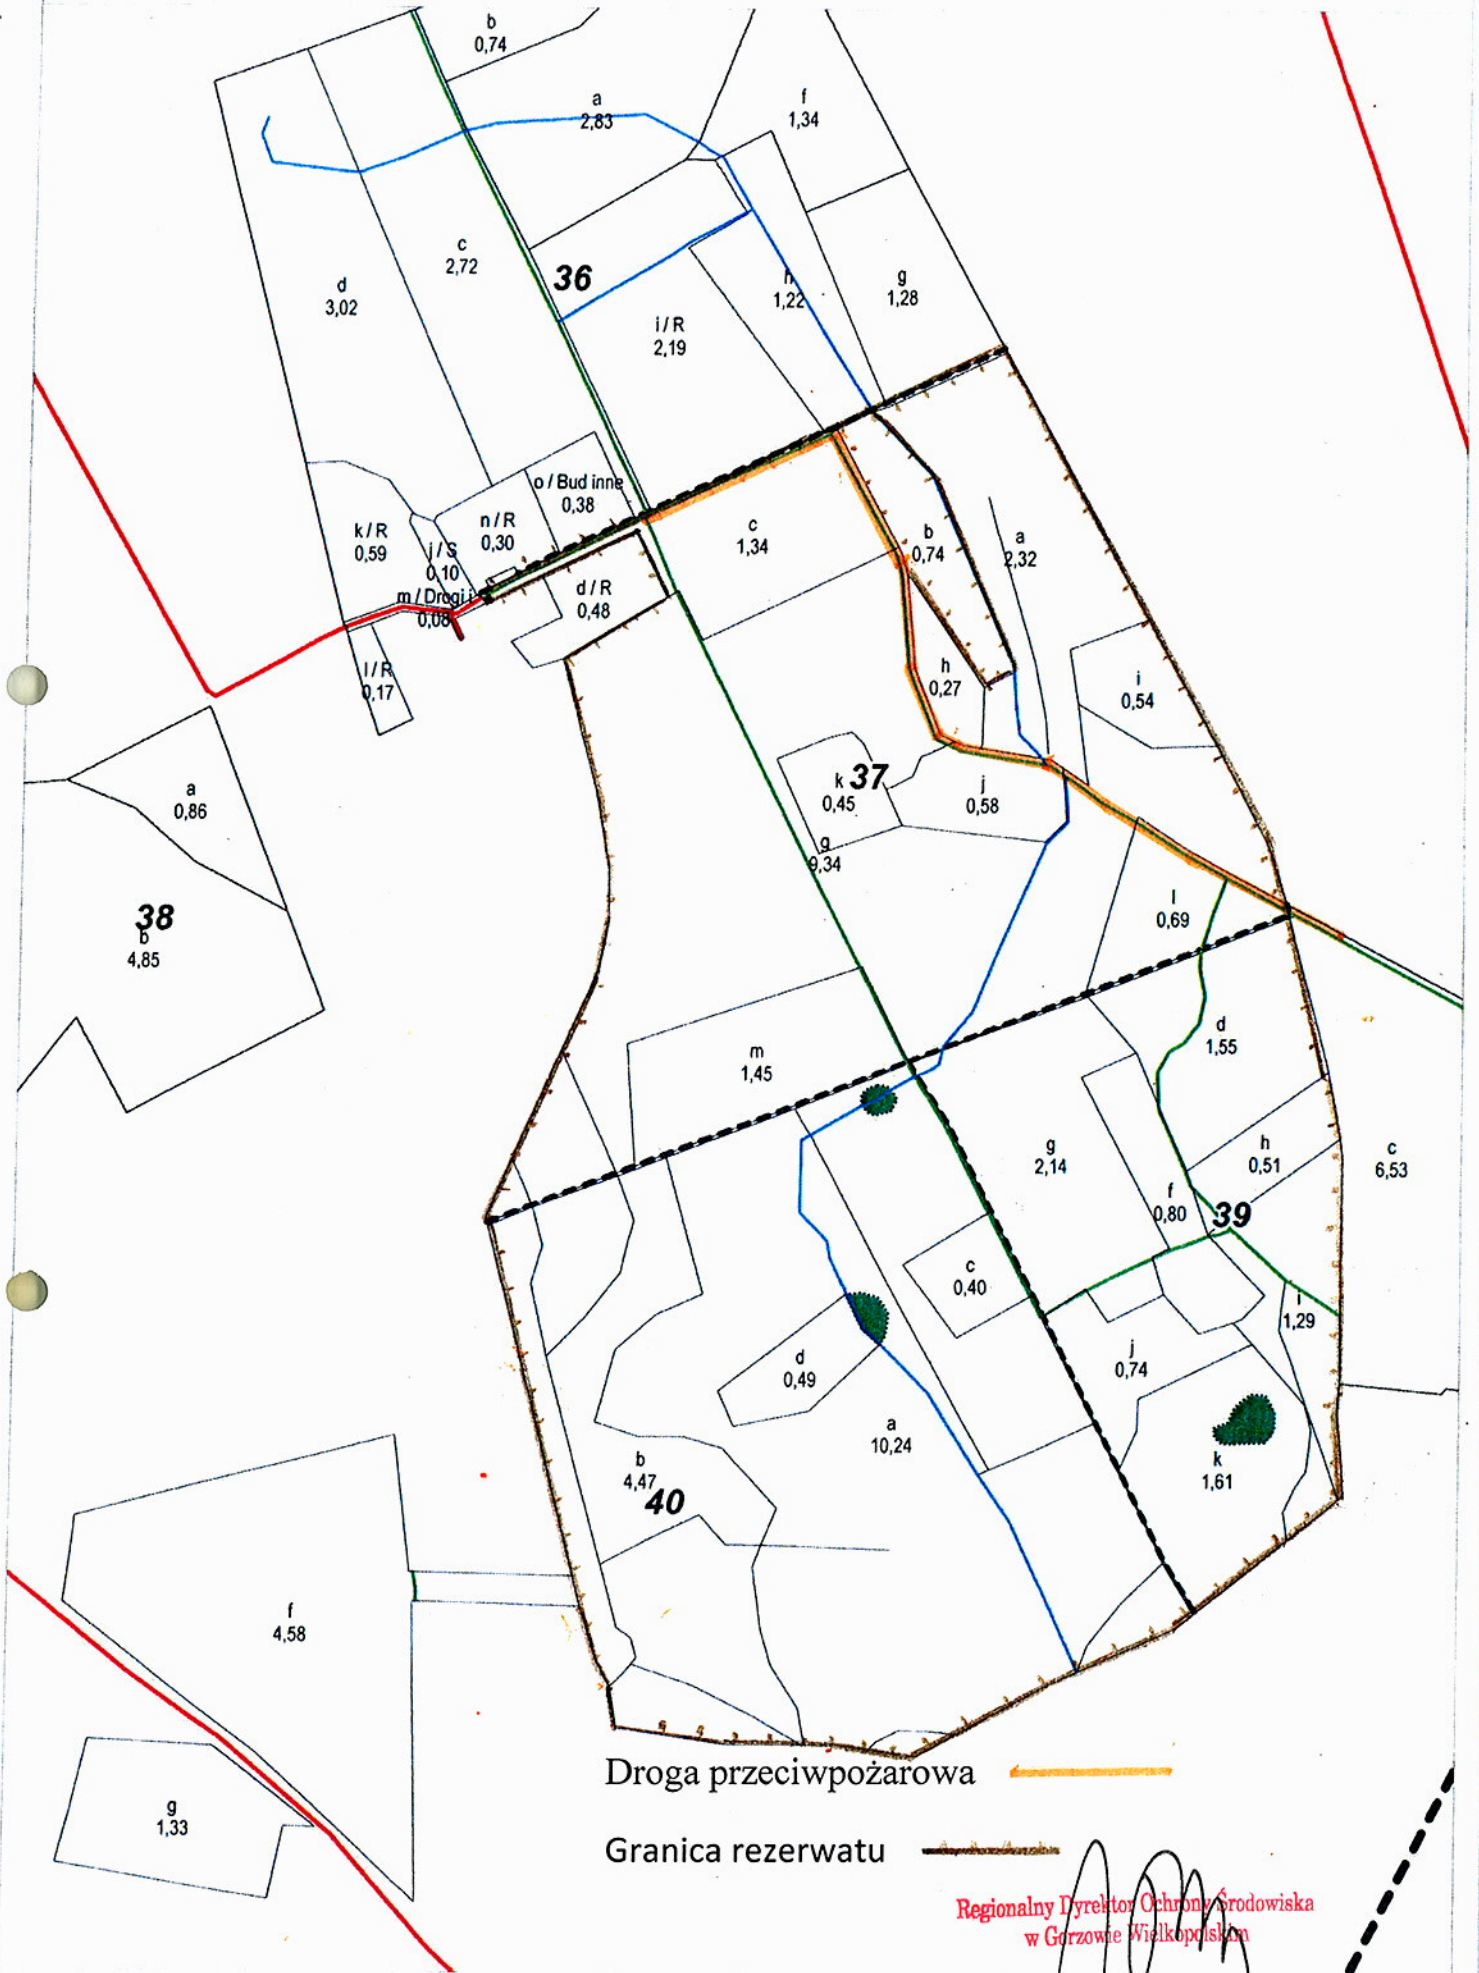 b
0,74
a
2,83
f
1,34
c
2,72
36
d
3,02
h
1,22
g
1,28
i / R
2,19
o / Bud inne
0,38
n / R
0,30
k / R
0,59
j / S
0,10
m / Drogi i
0,08
d / R
0,48
l / R
0,17
c
1,34
b
0,74
a
2,32
h
0,27
i
0,54
a
0,86
k
0,45
37
j
0,58
g
9,34
38
b
4,85
l
0,69
m
1,45
d
1,55
g
2,14
h
0,51
c
6,53
f
0,80
39
c
0,40
i
1,29
d
0,49
j
0,74
a
10,24
b
4,47
40
k
1,61
f
4,58
g
1,33
Droga przeciwpożarowa
Granica rezerwatu
Regionalny Dyrektor Ochrony Środowiska
w Gorzowie Wielkopolskim